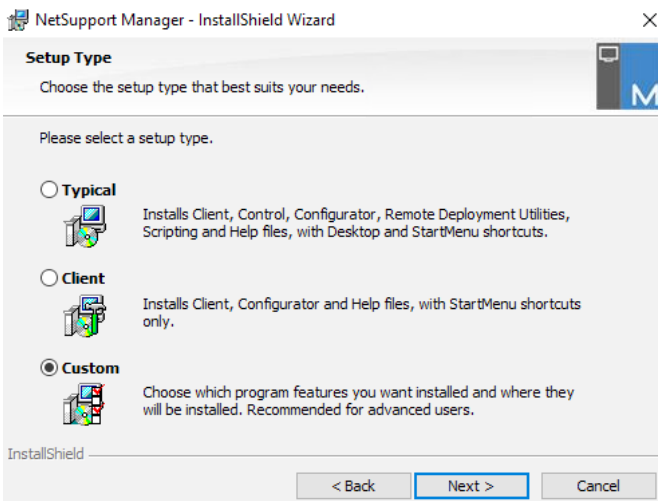 NetSupport Manager - InstallShield Wizard
Setup Type
Choose the setup type that best suits your needs.
M
Please select a setup type.
Typical
Installs Client, Control, Configurator, Remote Deployment Utilities,
Scripting and Help files, with Desktop and StartMenu shortcuts.
Client
Installs Client, Configurator and Help files, with StartMenu shortcuts
only.
Custom
Choose which program features you want installed and where they
will be installed. Recommended for advanced users.
InstallShield
< Back Next > Cancel